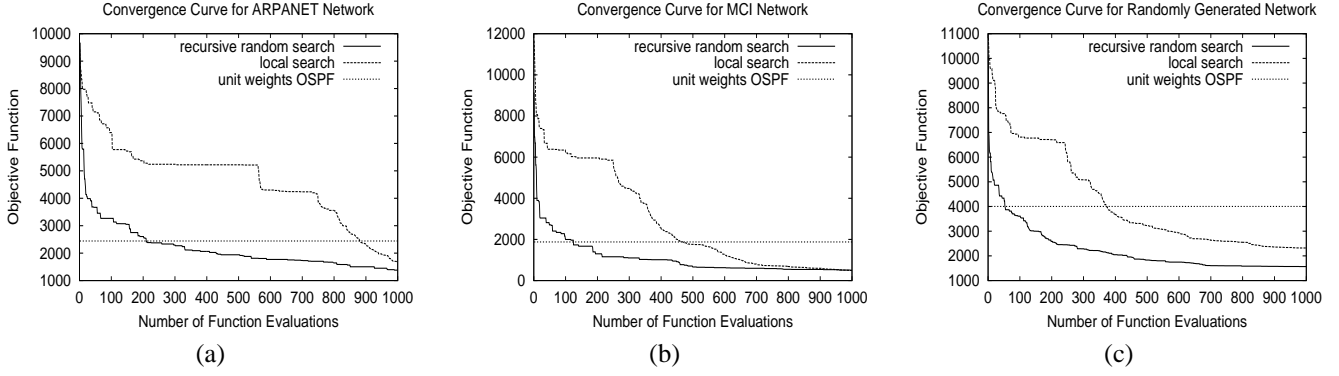 Convergence Curve for ARPANET Network
10000
9000
8000
7000
6000
5000
4000
3000
2000
1000
0 100 200 300 400 500 600 700 800 900 1000
Objective Function
Number of Function Evaluations
recursive random search
local search
unit weights OSPF
(a)
Convergence Curve for MCI Network
12000
10000
8000
6000
4000
2000
0
0 100 200 300 400 500 600 700 800 900 1000
Objective Function
Number of Function Evaluations
recursive random search
local search
unit weights OSPF
(b)
Convergence Curve for Randomly Generated Network
11000
10000
9000
8000
7000
6000
5000
4000
3000
2000
1000
0 100 200 300 400 500 600 700 800 900 1000
Objective Function
Number of Function Evaluations
recursive random search
local search
unit weights OSPF
(c)